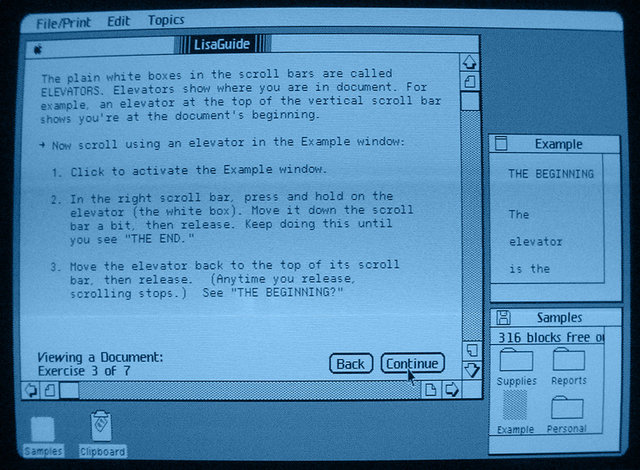 File/Print Edit Topics
LisaGuide
The plain white boxes in the scroll bars are called
ELEVATORS. Elevators show where you are in document. For
example, an elevator at the top of the vertical scroll bar
shows you're at the document's beginning.
Now scroll using an elevator in the Example window:
1. Click to activate the Example window.
2. In the right scroll bar, press and hold on the
elevator (the white box). Move it down the scroll
bar a bit, then release. Keep doing this until
you see "THE END."
3. Move the elevator back to the top of its scroll
bar, then release. (Anytime you release,
scrolling stops.) See "THE BEGINNING?"
Viewing a Document:
Exercise 3 of 7
Back Continue
Example
THE BEGINNING
The
elevator
is the
Samples
316 blocks free o
Supplies Reports
Example Personal
Samples Clipboard